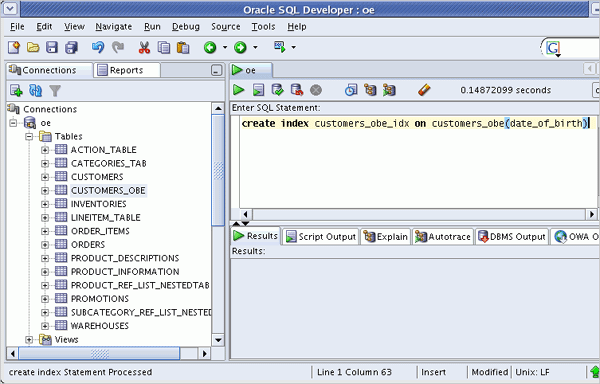 Oracle SQL Developer : oe
File Edit View Navigate Run Debug Source Tools Help
G
Connections Reports
Connections
oe
Tables
ACTION_TABLE
CATEGORIES_TAB
CUSTOMERS
CUSTOMERS_OBE
INVENTORIES
LINEITEM_TABLE
ORDER_ITEMS
ORDERS
PRODUCT_DESCRIPTIONS
PRODUCT_INFORMATION
PRODUCT_REF_LIST_NESTEDTAB
PROMOTIONS
SUBCATEGORY_REF_LIST_NESTED
WAREHOUSES
Views
oe
0.14872099 seconds
Enter SQL Statement:
create index customers_obe_idx on customers_obe(date_of_birth)
Results Script Output Explain Autotrace DBMS Output OWA O
Results:
create index Statement Processed Line 1 Column 63 Insert Modified Unix: LF